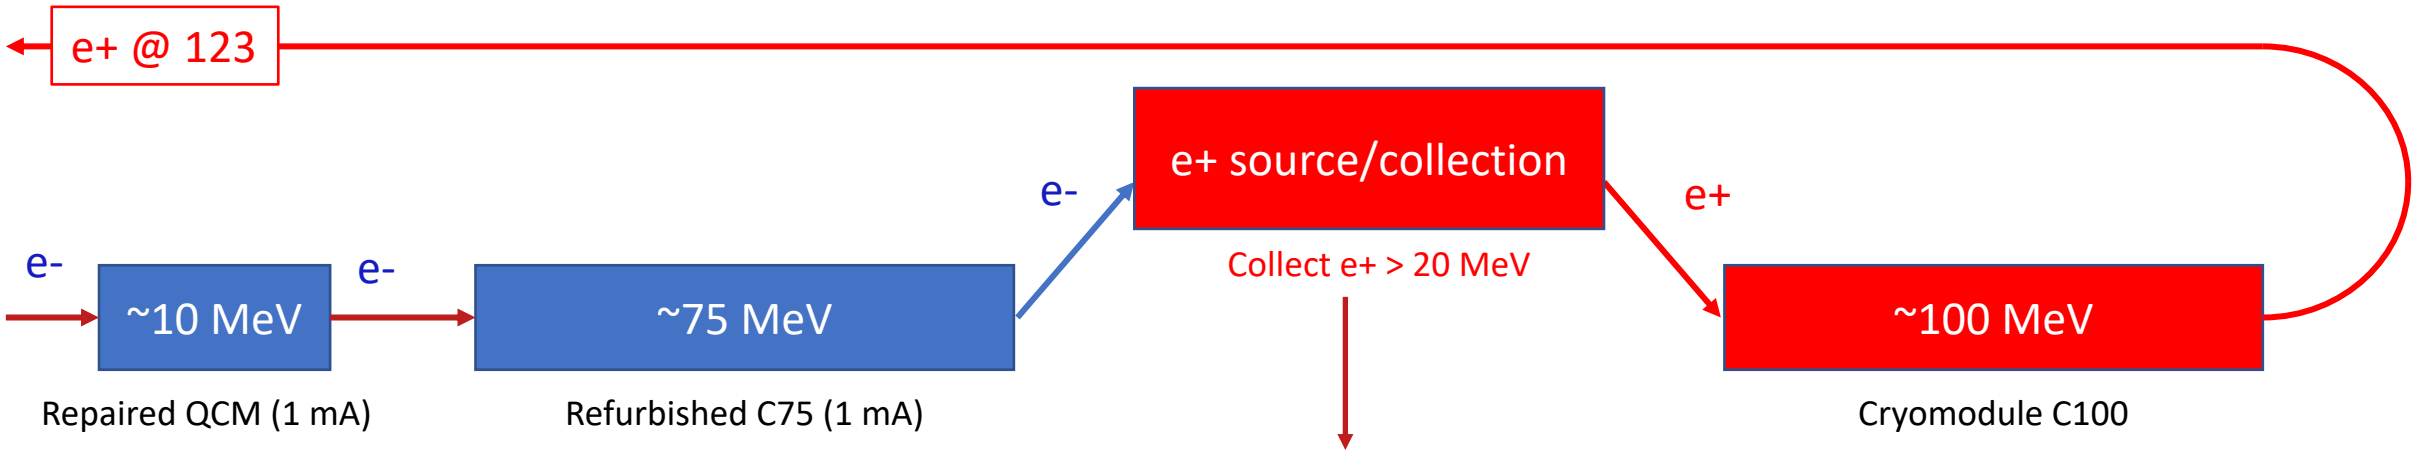 e+ @ 123
e+ source/collection
e-
e+
e-
e-
Collect e+ > 20 MeV
~10 MeV
~75 MeV
~100 MeV
Repaired QCM (1 mA)
Refurbished C75 (1 mA)
Cryomodule C100